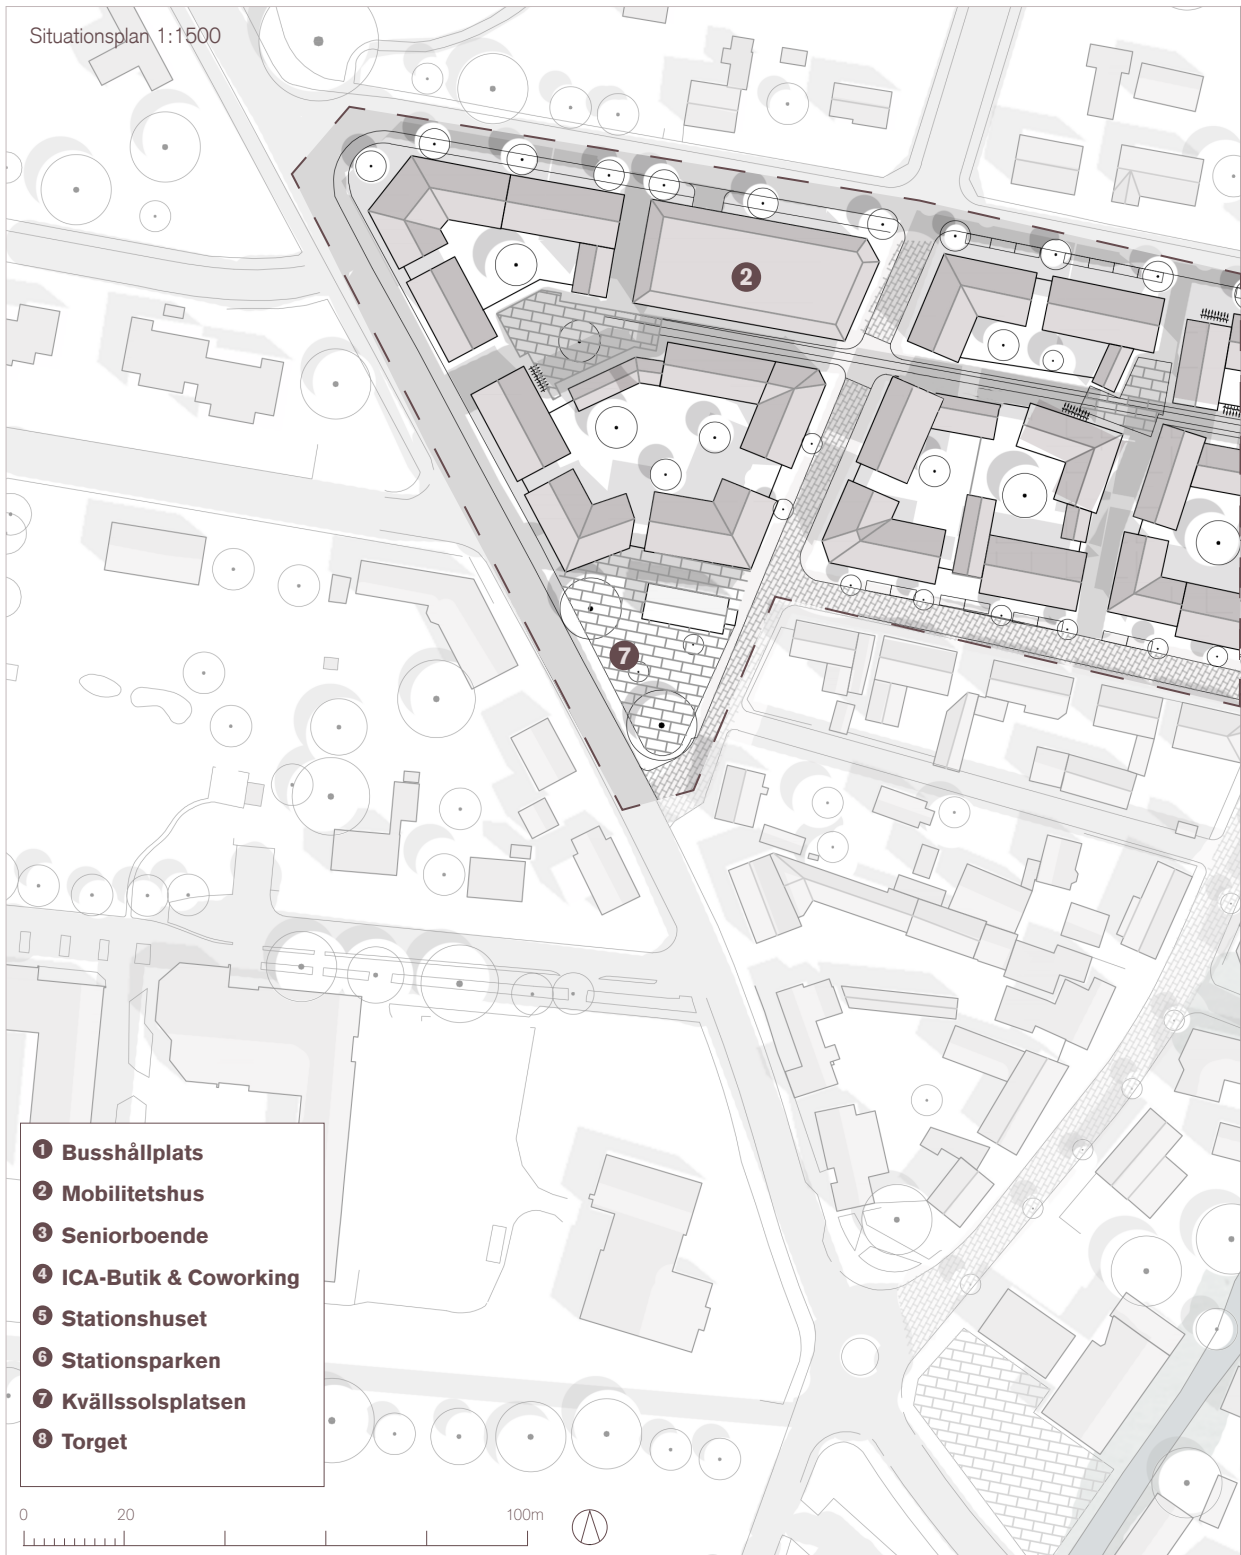 Situationsplan 1:1500
2
7
1 Busshållplats
2 Mobilitetshus
3 Seniorboende
4 ICA-Butik & Coworking
5 Stationshuset
6 Stationsparken
7 Kvällssolsplatsen
8 Torget
0 20 100m